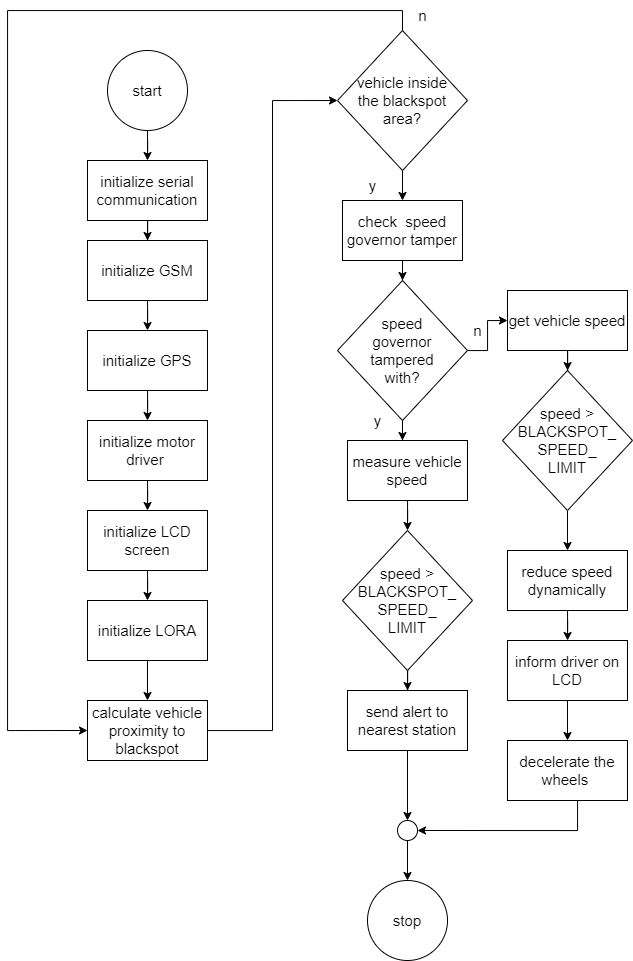 start
initialize serial
communication
initialize GSM
initialize GPS
initialize motor
driver
initialize LCD
screen
initialize LORA
calculate vehicle
proximity to
blackspot
n
vehicle inside
the blackspot
area?
y
check speed
governor tamper
speed
governor
tampered
with?
n
y
measure vehicle
speed
speed >
BLACKSPOT_
SPEED_
LIMIT
send alert to
nearest station
get vehicle speed
speed >
BLACKSPOT_
SPEED_
LIMIT
reduce speed
dynamically
inform driver on
LCD
decelerate the
wheels
stop